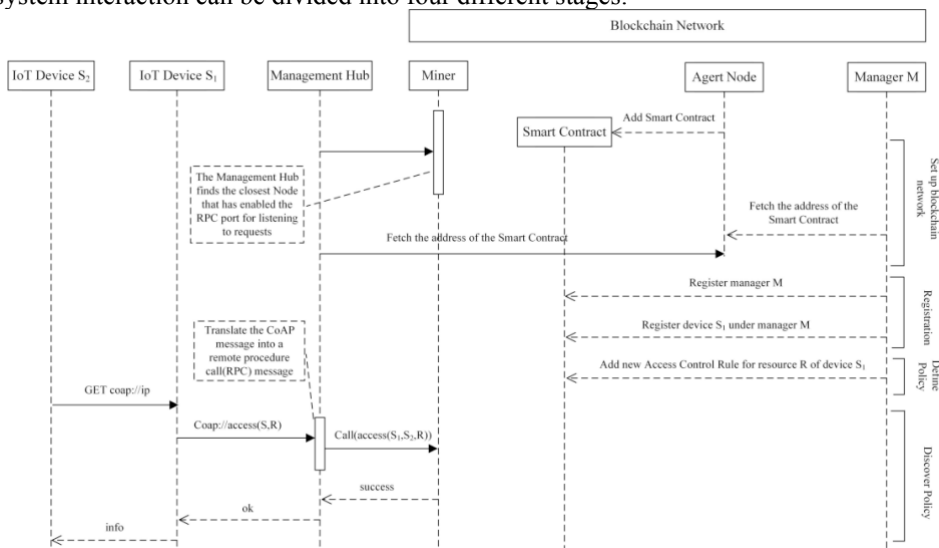 system interaction can be divided into four different stages.
Blockchain Network
IoT Device S₂
IoT Device S₁
Management Hub
Miner
Agert Node
Manager M
Smart Contract
Add Smart Contract
The Management Hub
finds the closest Node
that has enabled the
RPC port for listening
to requests
Set up blockchain
network
Fetch the address of the
Smart Contract
Fetch the address of the Smart Contract
Register manager M
Registration
Register device S₁ under manager M
Translate the CoAP
message into a
remote procedure
call(RPC) message
Add new Access Control Rule for resource R of device S₁
Define
Policy
GET coap://ip
Coap://access(S,R)
Call(access(S₁,S₂,R))
Discover Policy
success
ok
info